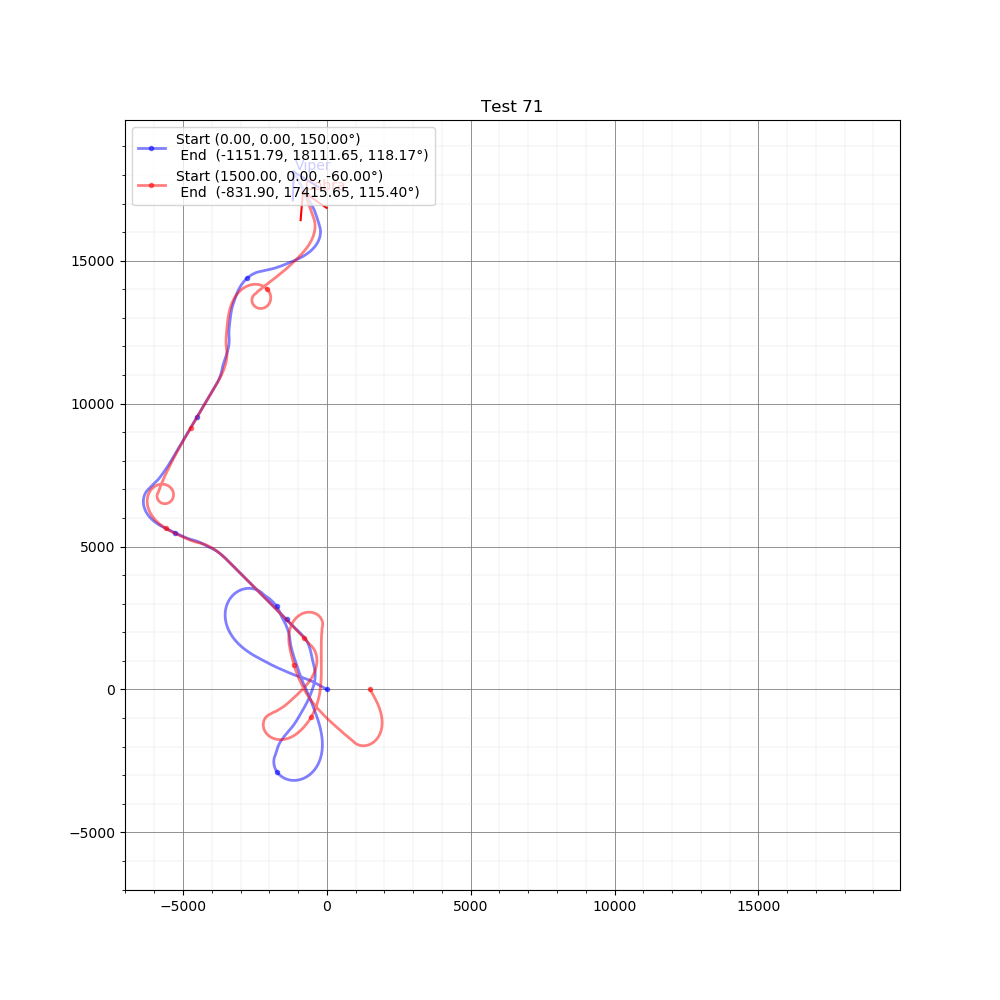 Test 71
Start (0.00, 0.00, 150.00°)
End  (-1151.79, 18111.65, 118.17°)
Start (1500.00, 0.00, -60.00°)
End  (-831.90, 17415.65, 115.40°)
Viper
15000
10000
5000
0
−5000
−5000
0
5000
10000
15000